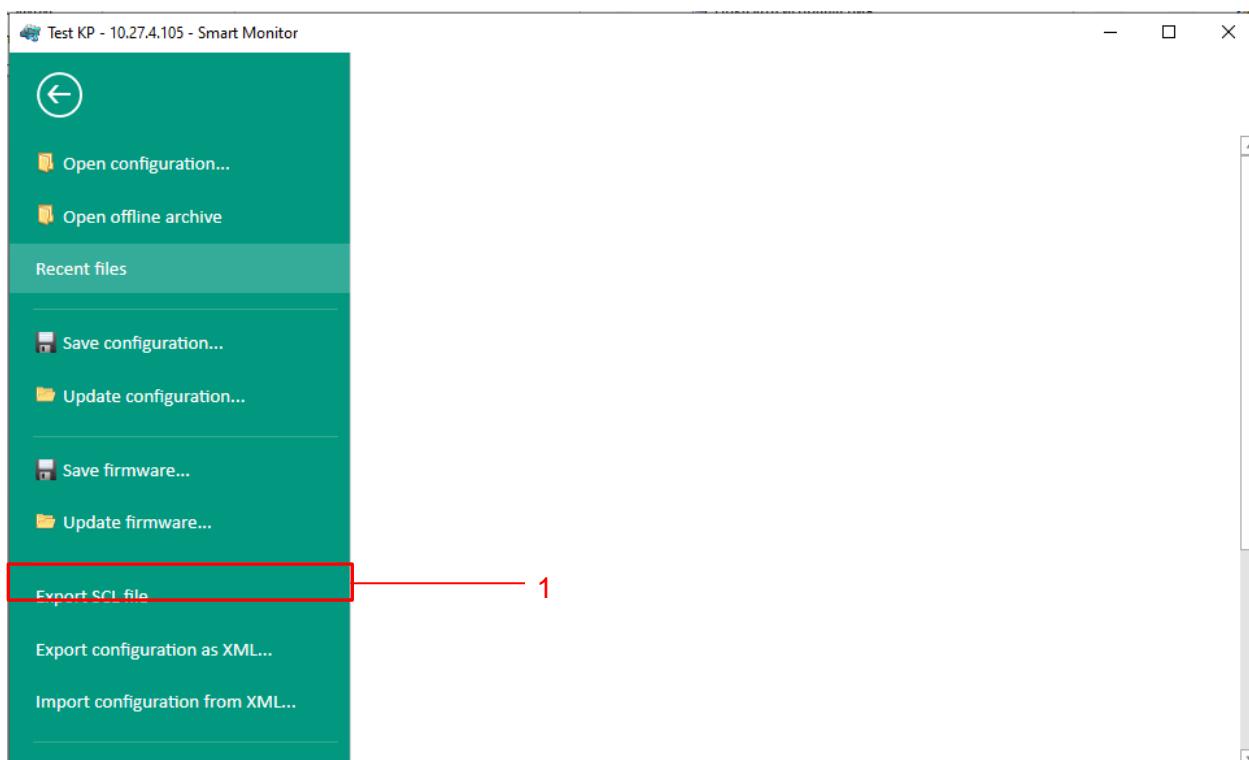 Test KP - 10.27.4.105 - Smart Monitor
Open configuration...
Open offline archive
Recent files
Save configuration...
Update configuration...
Save firmware...
Update firmware...
Export SCL file
1
Export configuration as XML...
Import configuration from XML...